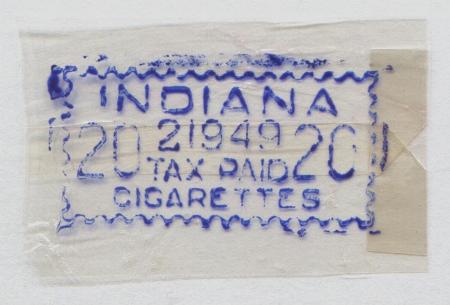 INDIANA
20 21949 20
TAX PAID
CIGARETTES